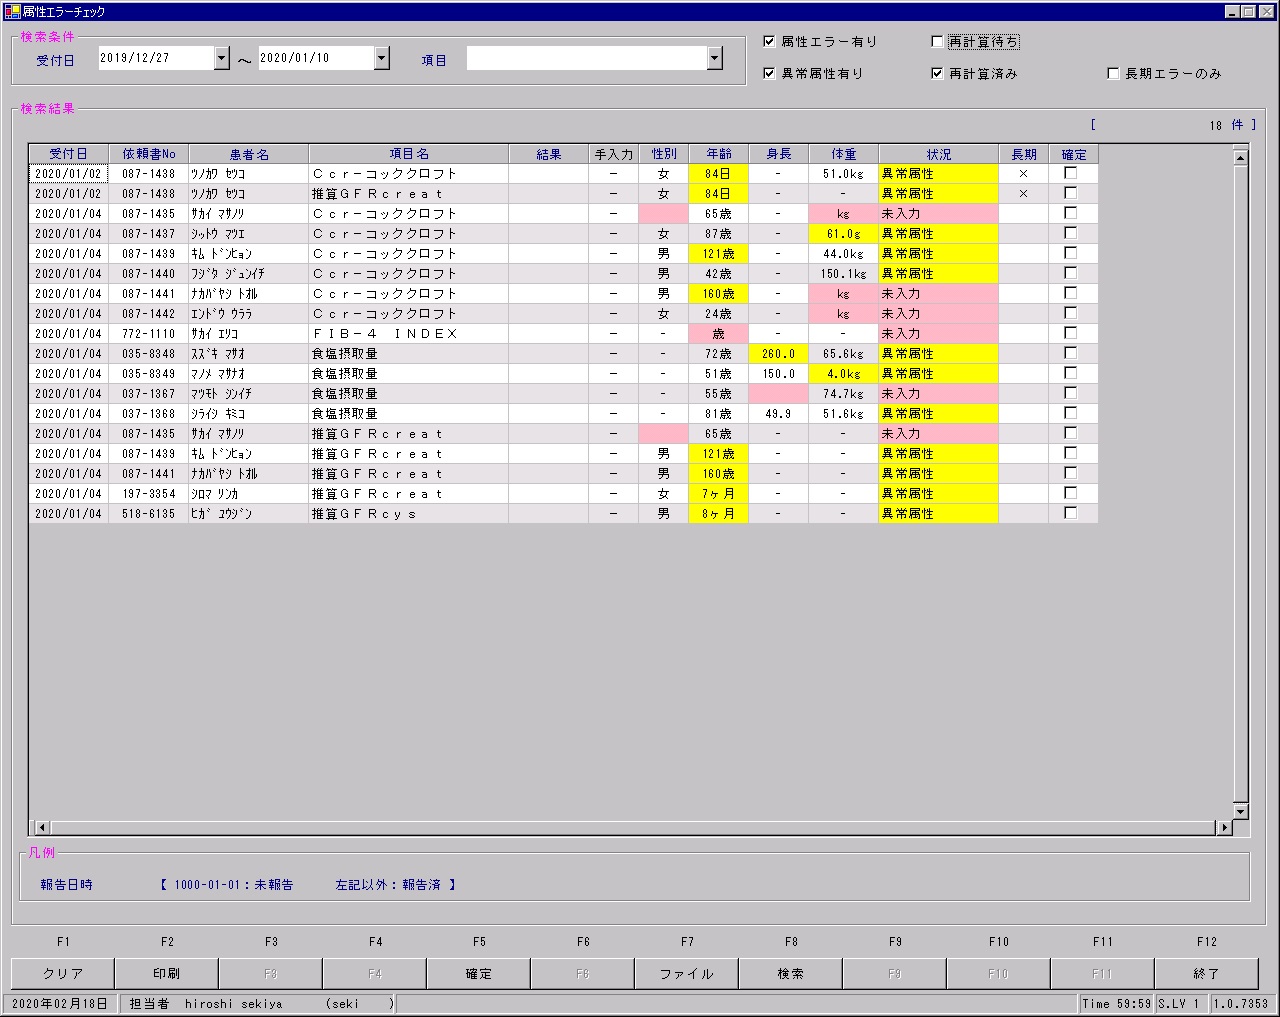 属性エラーチェック
検索条件
受付日 2019/12/27 ～ 2020/01/10 項目
属性エラー有り 再計算待ち
異常属性有り 再計算済み 長期エラーのみ
検索結果
[ 18 件 ]
受付日 依頼書No 患者名 項目名 結果 手入力 性別 年齢 身長 体重 状況 長期 確定
2020/01/02 087-1438 ﾂﾉｶﾜ ｾﾂｺ Ｃｃｒ－コッククロフト － 女 84日 - 51.0kg 異常属性 ×
2020/01/02 087-1438 ﾂﾉｶﾜ ｾﾂｺ 推算ＧＦＲｃｒｅａｔ － 女 84日 - - 異常属性 ×
2020/01/04 087-1435 ｻｶｲ ﾏｻﾉﾘ Ｃｃｒ－コッククロフト － 65歳 - kg 未入力
2020/01/04 087-1437 ｼｯﾄｳ ﾏﾂｴ Ｃｃｒ－コッククロフト － 女 87歳 - 61.0g 異常属性
2020/01/04 087-1439 ｷﾑ ﾄﾞﾝﾋｮﾝ Ｃｃｒ－コッククロフト － 男 121歳 - 44.0kg 異常属性
2020/01/04 087-1440 ﾌｼﾞﾀ ｼﾞｭﾝｲﾁ Ｃｃｒ－コッククロフト － 男 42歳 - 150.1kg 異常属性
2020/01/04 087-1441 ﾅｶﾊﾞﾔｼ ﾄｵﾙ Ｃｃｒ－コッククロフト － 男 160歳 - kg 未入力
2020/01/04 087-1442 ｴﾝﾄﾞｳ ｳﾗﾗ Ｃｃｒ－コッククロフト － 女 24歳 - kg 未入力
2020/01/04 772-1110 ｻｶｲ ｴﾘｺ ＦＩＢ－４ ＩＮＤＥＸ － - 歳 - - 未入力
2020/01/04 035-8348 ｽｽﾞｷ ﾏｻｵ 食塩摂取量 － - 72歳 260.0 65.6kg 異常属性
2020/01/04 035-8349 ﾏﾉﾒ ﾏｻｵ 食塩摂取量 － - 51歳 150.0 4.0kg 異常属性
2020/01/04 037-1367 ﾏﾂﾓﾄ ｼﾝｲﾁ 食塩摂取量 － - 55歳 74.7kg 未入力
2020/01/04 037-1368 ｼﾗｲｼ ｷﾐｺ 食塩摂取量 － - 81歳 49.9 51.6kg 異常属性
2020/01/04 087-1435 ｻｶｲ ﾏｻﾉﾘ 推算ＧＦＲｃｒｅａｔ － 65歳 - - 未入力
2020/01/04 087-1439 ｷﾑ ﾄﾞﾝﾋｮﾝ 推算ＧＦＲｃｒｅａｔ － 男 121歳 - - 異常属性
2020/01/04 087-1441 ﾅｶﾊﾞﾔｼ ﾄｵﾙ 推算ＧＦＲｃｒｅａｔ － 男 160歳 - - 異常属性
2020/01/04 197-3354 ｼﾛﾏ ﾘﾝｶ 推算ＧＦＲｃｒｅａｔ － 女 7ヶ月 - - 異常属性
2020/01/04 518-6135 ﾋｶﾞ ﾕｳｼﾞﾝ 推算ＧＦＲｃｙｓ － 男 8ヶ月 - - 異常属性
凡例
報告日時 【 1000-01-01：未報告 左記以外：報告済 】
F1 F2 F3 F4 F5 F6 F7 F8 F9 F10 F11 F12
クリア 印刷 F3 F4 確定 F6 ファイル 検索 F9 F10 F11 終了
2020年02月18日 担当者 hiroshi sekiya (seki ) Time 59:59 S.LV 1 1.0.7353